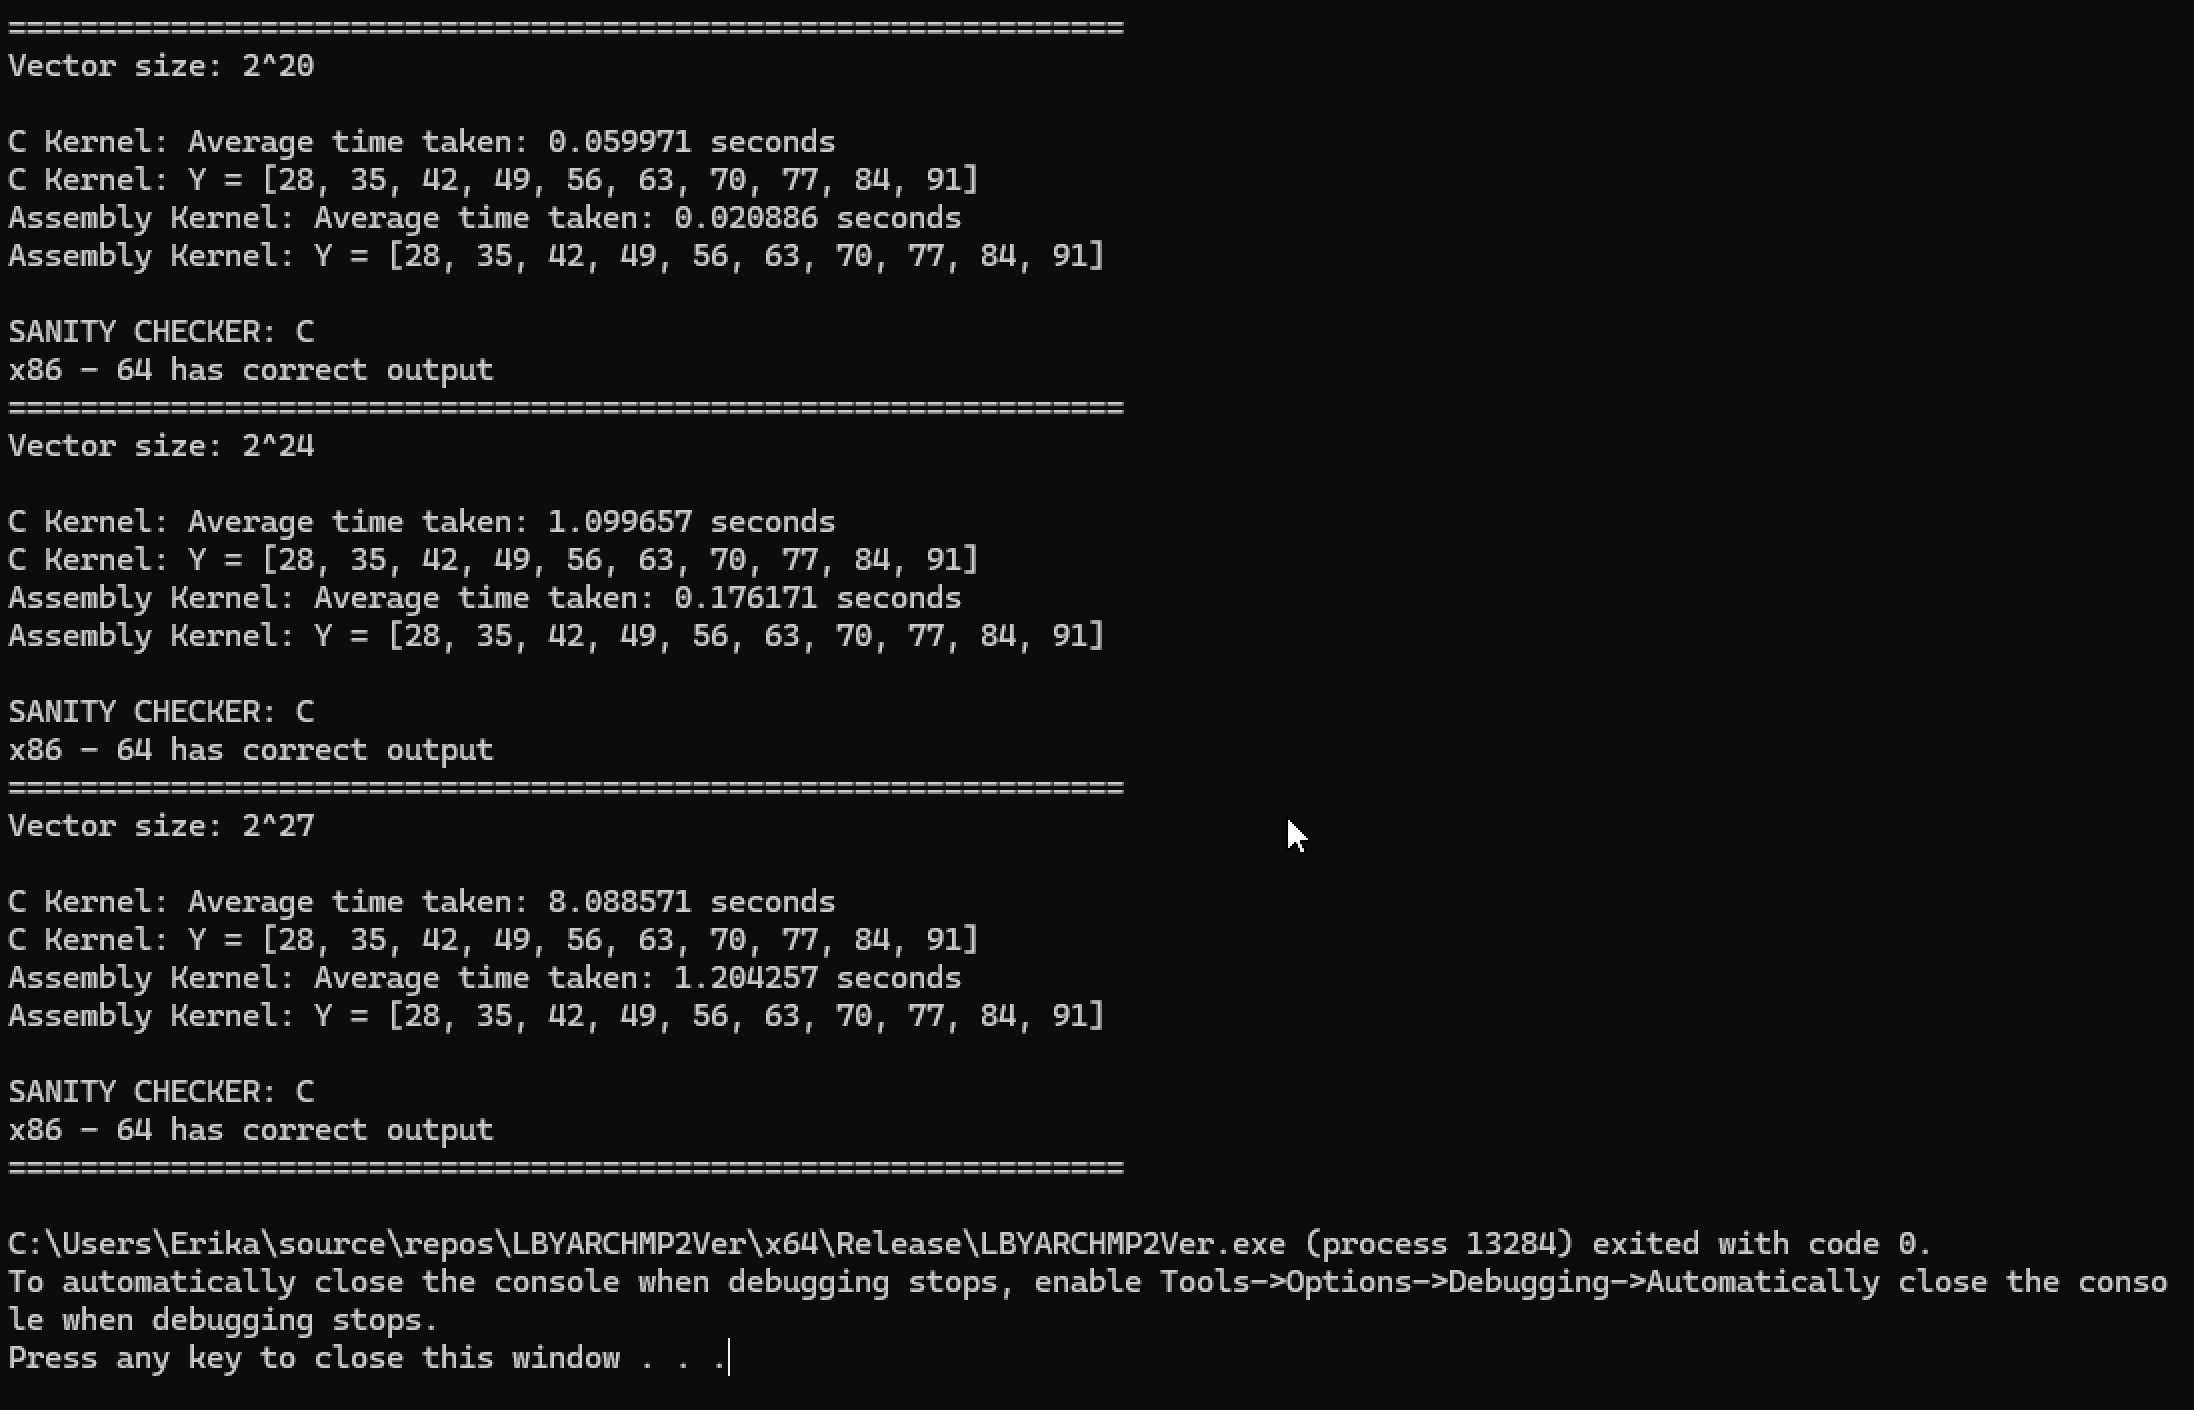 ==============================================================
Vector size: 2^20
C Kernel: Average time taken: 0.059971 seconds
C Kernel: Y = [28, 35, 42, 49, 56, 63, 70, 77, 84, 91]
Assembly Kernel: Average time taken: 0.020886 seconds
Assembly Kernel: Y = [28, 35, 42, 49, 56, 63, 70, 77, 84, 91]
SANITY CHECKER: C
x86 - 64 has correct output
==============================================================
Vector size: 2^24
C Kernel: Average time taken: 1.099657 seconds
C Kernel: Y = [28, 35, 42, 49, 56, 63, 70, 77, 84, 91]
Assembly Kernel: Average time taken: 0.176171 seconds
Assembly Kernel: Y = [28, 35, 42, 49, 56, 63, 70, 77, 84, 91]
SANITY CHECKER: C
x86 - 64 has correct output
==============================================================
Vector size: 2^27
C Kernel: Average time taken: 8.088571 seconds
C Kernel: Y = [28, 35, 42, 49, 56, 63, 70, 77, 84, 91]
Assembly Kernel: Average time taken: 1.204257 seconds
Assembly Kernel: Y = [28, 35, 42, 49, 56, 63, 70, 77, 84, 91]
SANITY CHECKER: C
x86 - 64 has correct output
==============================================================
C:\Users\Erika\source\repos\LBYARCHMP2Ver\x64\Release\LBYARCHMP2Ver.exe (process 13284) exited with code 0.
To automatically close the console when debugging stops, enable Tools->Options->Debugging->Automatically close the conso
le when debugging stops.
Press any key to close this window . . .